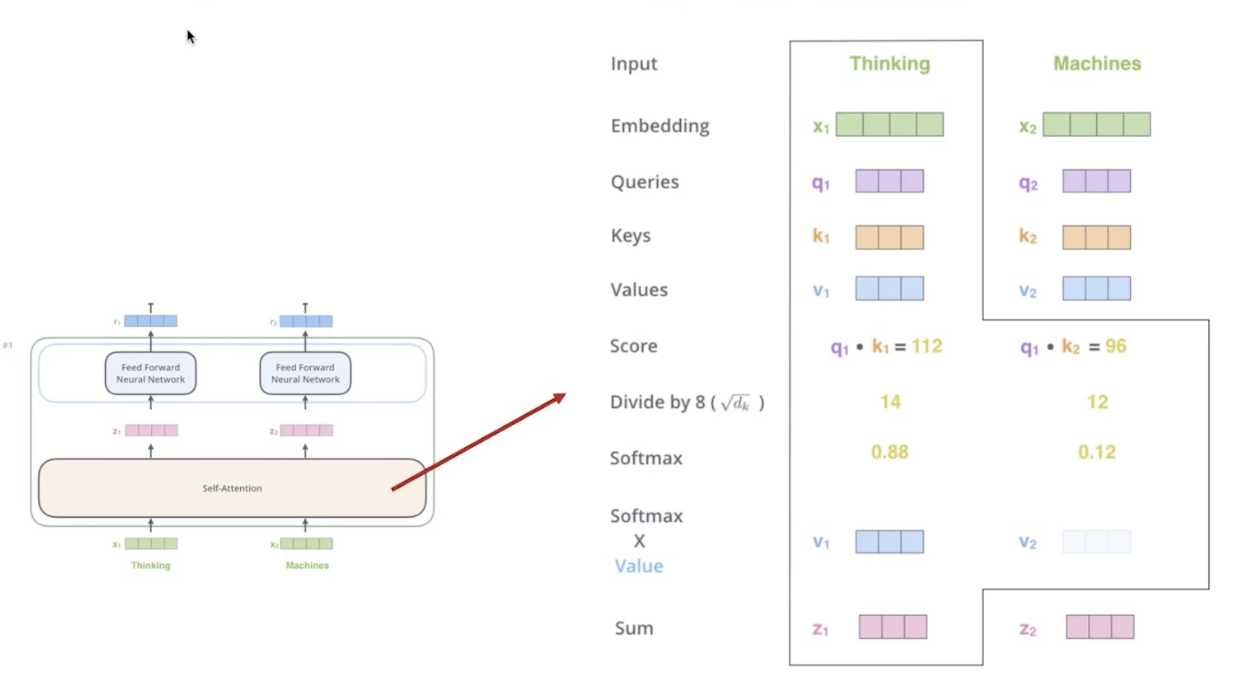 #1
r1
r2
Feed Forward
Neural Network
Feed Forward
Neural Network
z1
z2
Self-Attention
x1
x2
Thinking
Machines
Input Thinking Machines
Embedding x1 x2
Queries q1 q2
Keys k1 k2
Values v1 v2
Score q1 • k1 = 112 q1 • k2 = 96
Divide by 8 ( √dk ) 14 12
Softmax 0.88 0.12
Softmax
X
Value
v1 v2
Sum z1 z2